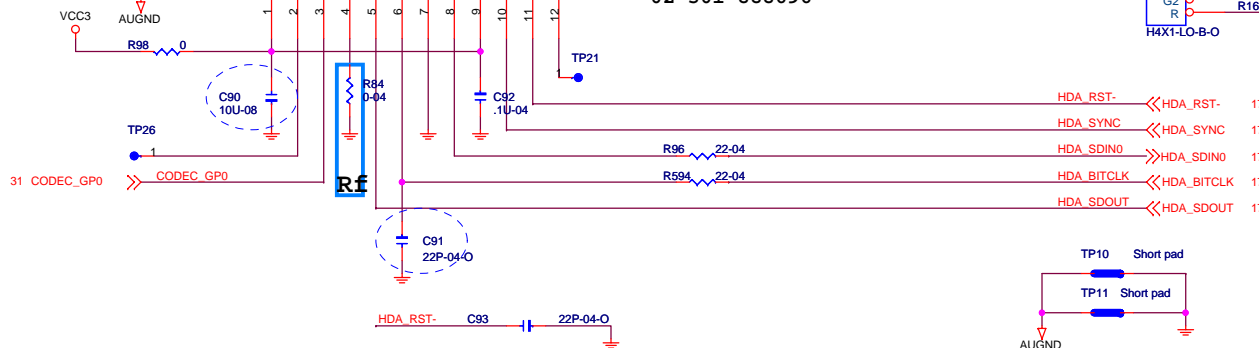 G2
R
R16
H4X1-LO-B-O
VCC3
AUGND
1
2
3
4
5
6
7
8
9
10
11
12
R98 0
TP21
1
R84
0-04
C90
10U-08
C92
.1U-04
HDA_RST- HDA_RST-
TP26
HDA_SYNC HDA_SYNC
1
R96 22-04 HDA_SDIN0 HDA_SDIN0
31 CODEC_GP0 CODEC_GP0
Rf
R594 22-04 HDA_BITCLK HDA_BITCLK
HDA_SDOUT HDA_SDOUT
C91
22P-04-O
TP10 Short pad
TP11 Short pad
HDA_RST- C93 22P-04-O
AUGND